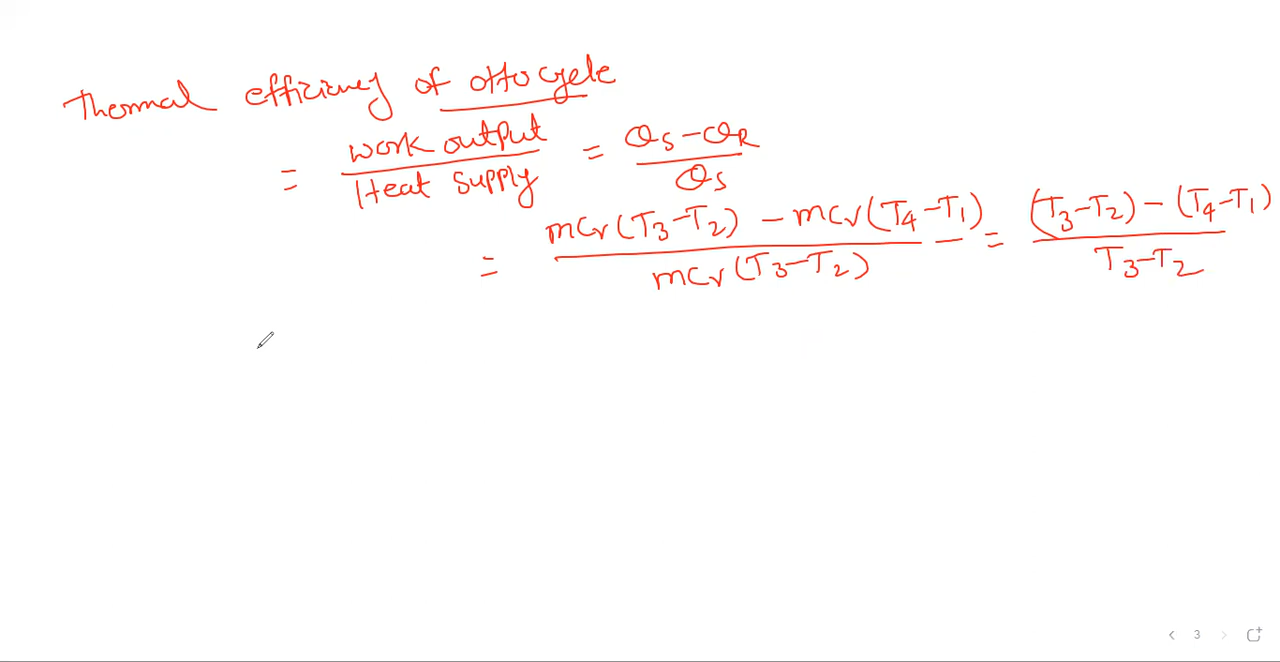 Thermal efficiency of otto cycle
= Work output / Heat Supply = (Qs - QR) / Qs
= (mCv(T3-T2) - mCv(T4-T1)) / (mCv(T3-T2)) = ((T3-T2) - (T4-T1)) / (T3-T2)
3